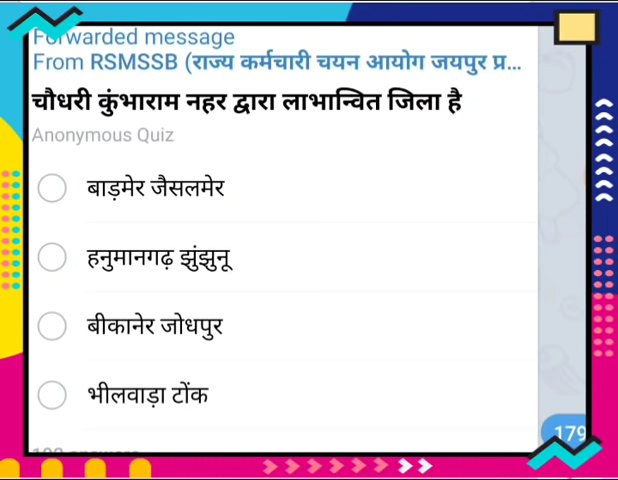 Forwarded message
From RSMSSB (राज्य कर्मचारी चयन आयोग जयपुर प्र...
चौधरी कुंभाराम नहर द्वारा लाभान्वित जिला है
Anonymous Quiz
बाड़मेर जैसलमेर
हनुमानगढ़ झुंझुनू
बीकानेर जोधपुर
भीलवाड़ा टोंक
179